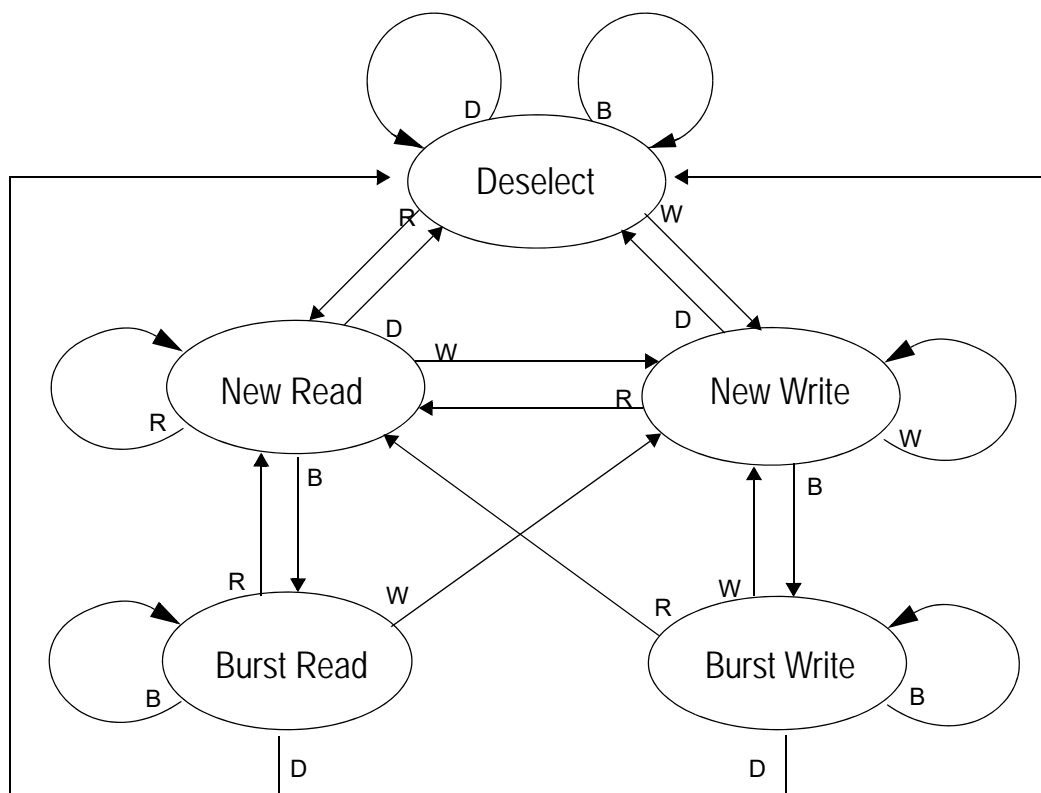 D B
Deselect
R W
D D
W
New Read New Write
R
R W
B B
R W W R
Burst Read Burst Write
B B
D D